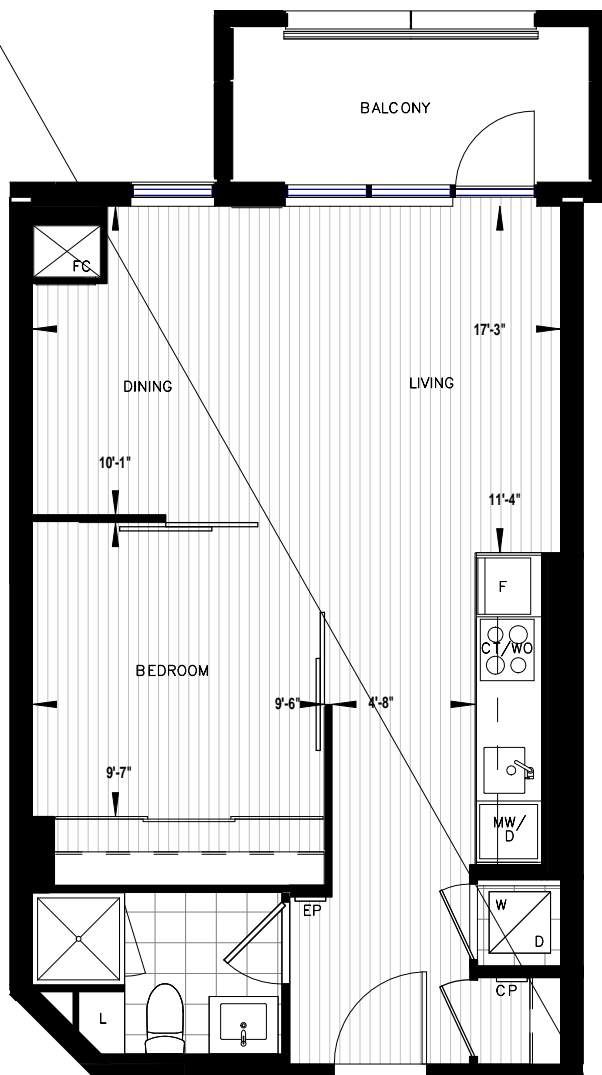 BALCONY
FC
17'-3"
DINING
LIVING
10'-1"
11'-4"
F
CT/WO
BEDROOM
9'-6"
4'-8"
9'-7"
MW/
D
EP
W
D
CP
L